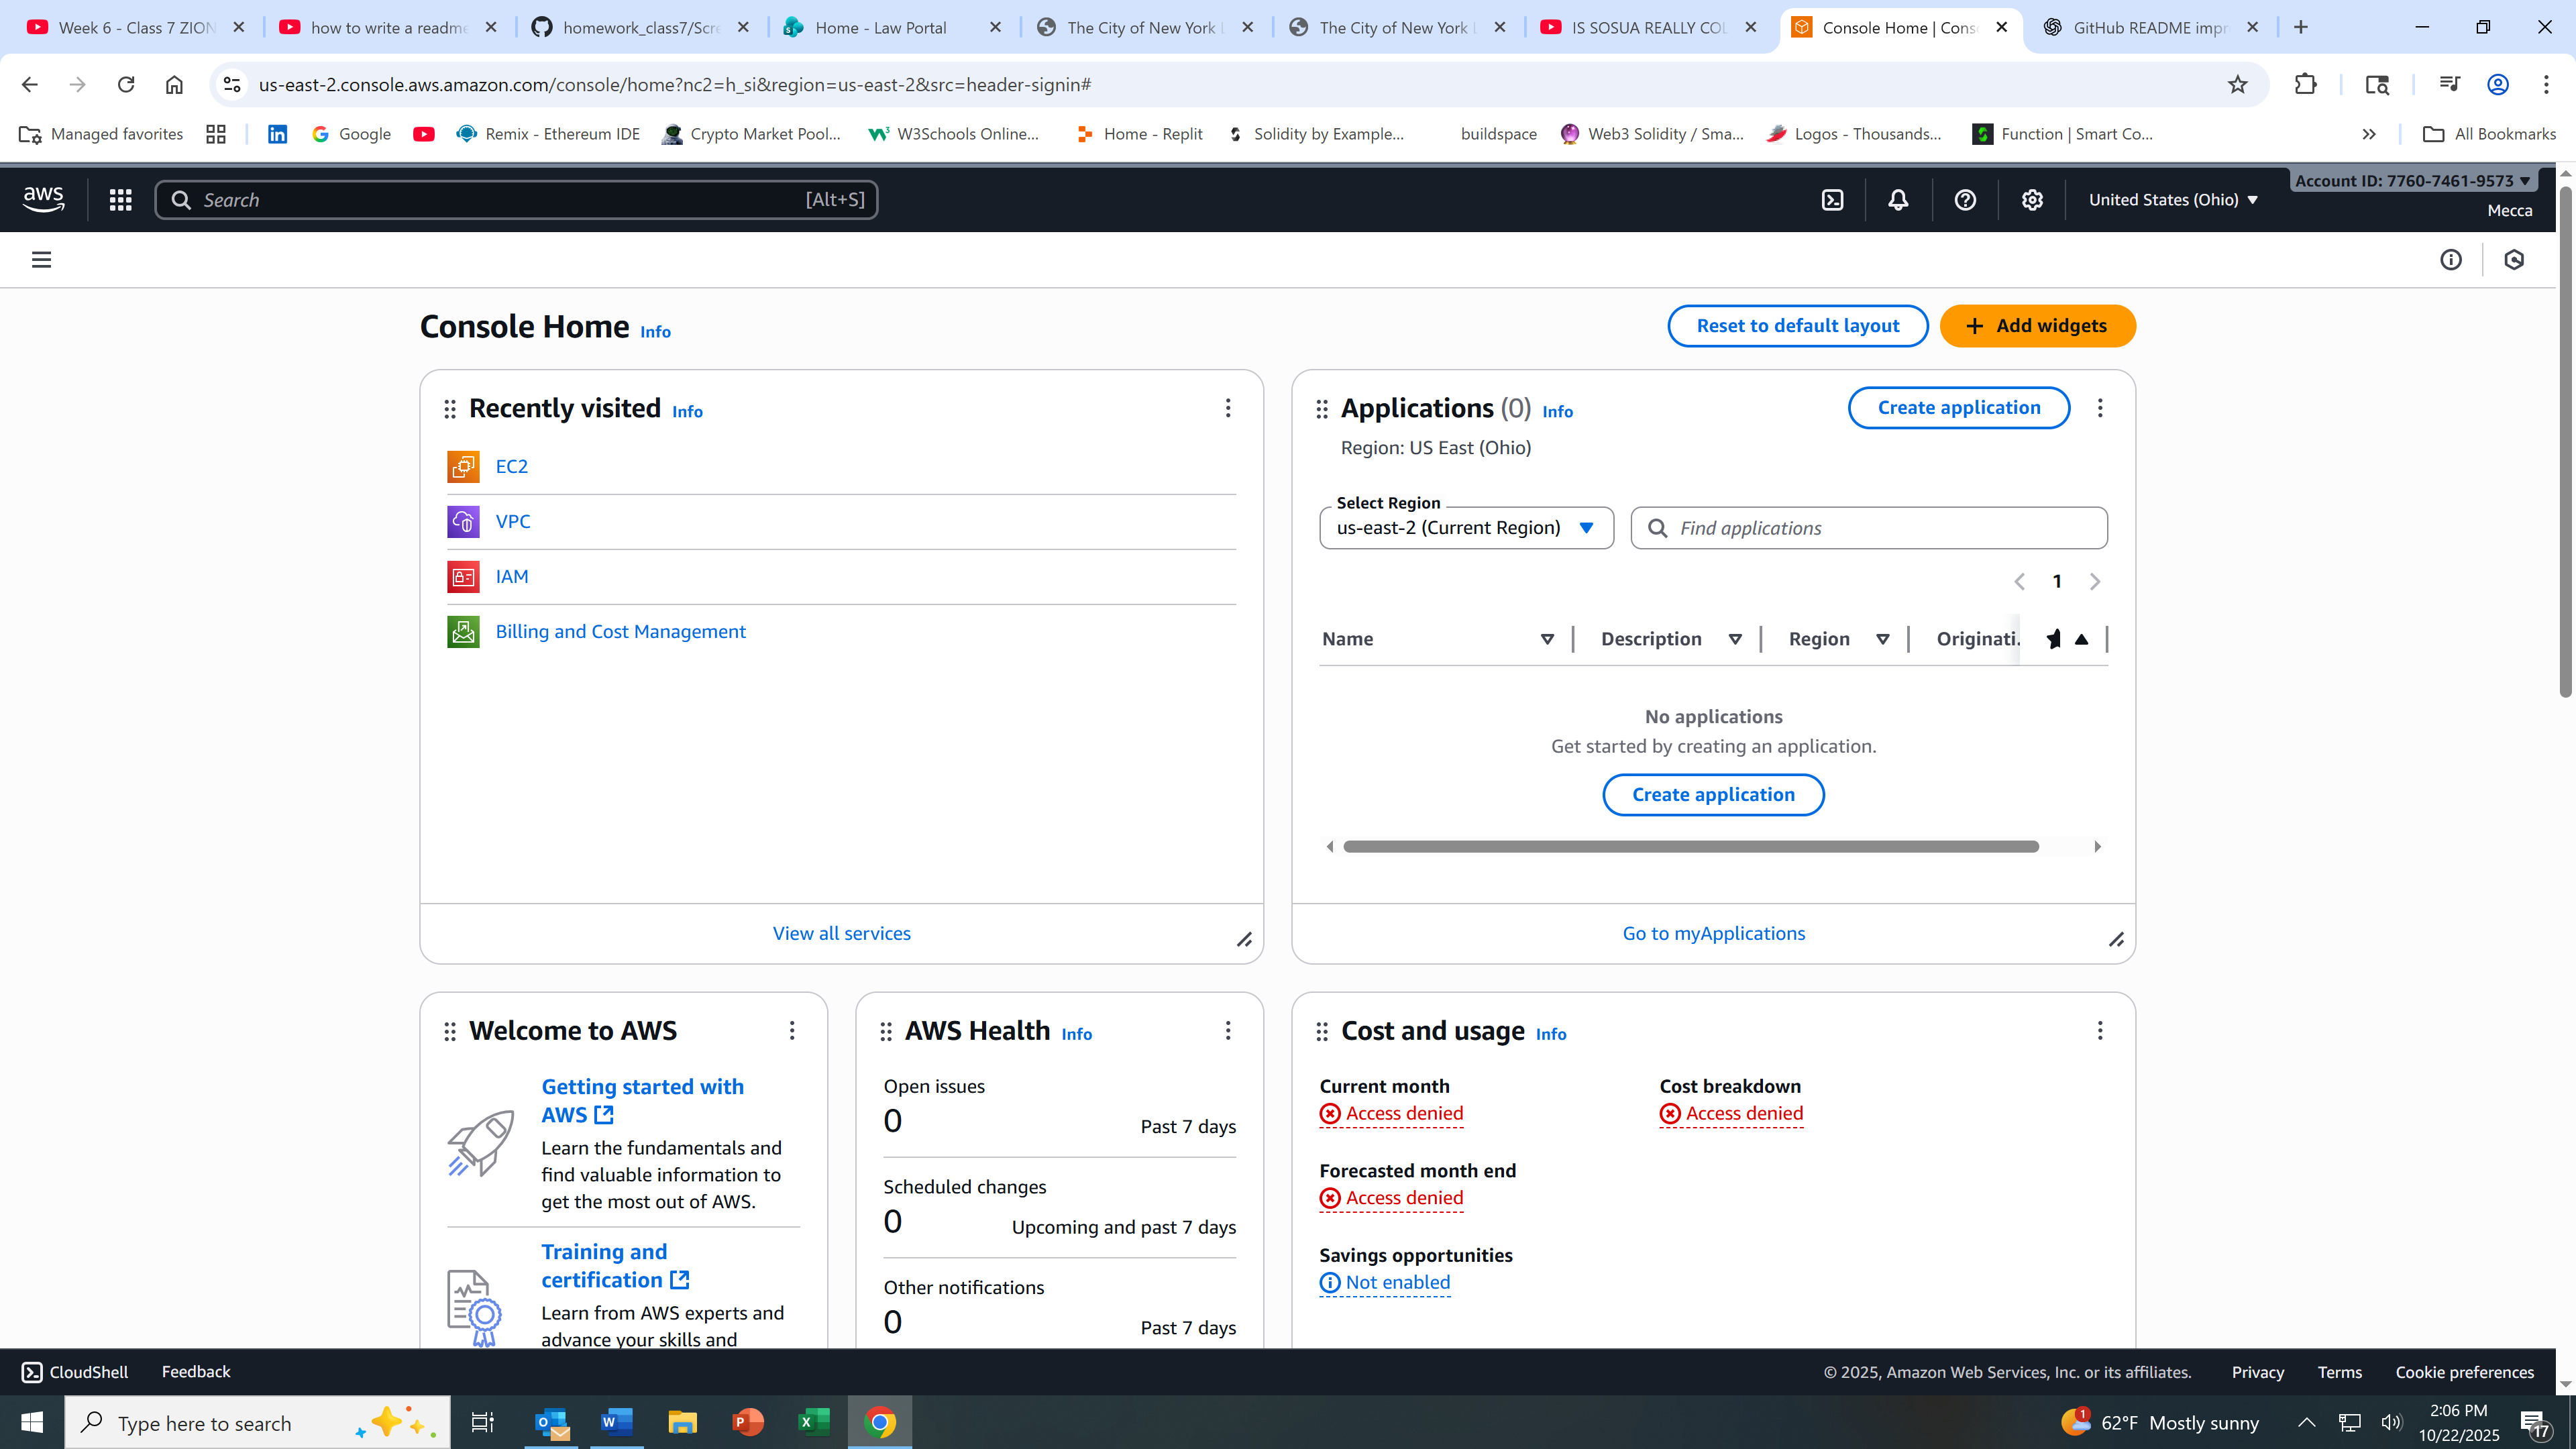 Week 6 - Class 7 ZION
how to write a readme
homework_class7/Scre
Home - Law Portal
The City of New York L
The City of New York L
IS SOSUA REALLY COL
Console Home | Cons
GitHub README impr
us-east-2.console.aws.amazon.com/console/home?nc2=h_si&region=us-east-2&src=header-signin#
Managed favorites
Google
Remix - Ethereum IDE
Crypto Market Pool...
W3Schools Online...
Home - Replit
Solidity by Example...
buildspace
Web3 Solidity / Sma...
Logos - Thousands...
Function | Smart Co...
All Bookmarks
aws
Search
[Alt+S]
United States (Ohio)
Account ID: 7760-7461-9573
Mecca
Console Home Info
Reset to default layout
Add widgets
Recently visited Info
EC2
VPC
IAM
Billing and Cost Management
View all services
Applications (0) Info
Create application
Region: US East (Ohio)
Select Region
us-east-2 (Current Region)
Find applications
1
Name
Description
Region
Originati.
No applications
Get started by creating an application.
Create application
Go to myApplications
Welcome to AWS
Getting started with
AWS
Learn the fundamentals and
find valuable information to
get the most out of AWS.
Training and
certification
Learn from AWS experts and
advance your skills and
AWS Health Info
Open issues
0
Past 7 days
Scheduled changes
0
Upcoming and past 7 days
Other notifications
0
Past 7 days
Cost and usage Info
Current month
Access denied
Cost breakdown
Access denied
Forecasted month end
Access denied
Savings opportunities
Not enabled
CloudShell
Feedback
© 2025, Amazon Web Services, Inc. or its affiliates.
Privacy
Terms
Cookie preferences
Type here to search
1
62°F Mostly sunny
2:06 PM
10/22/2025
17